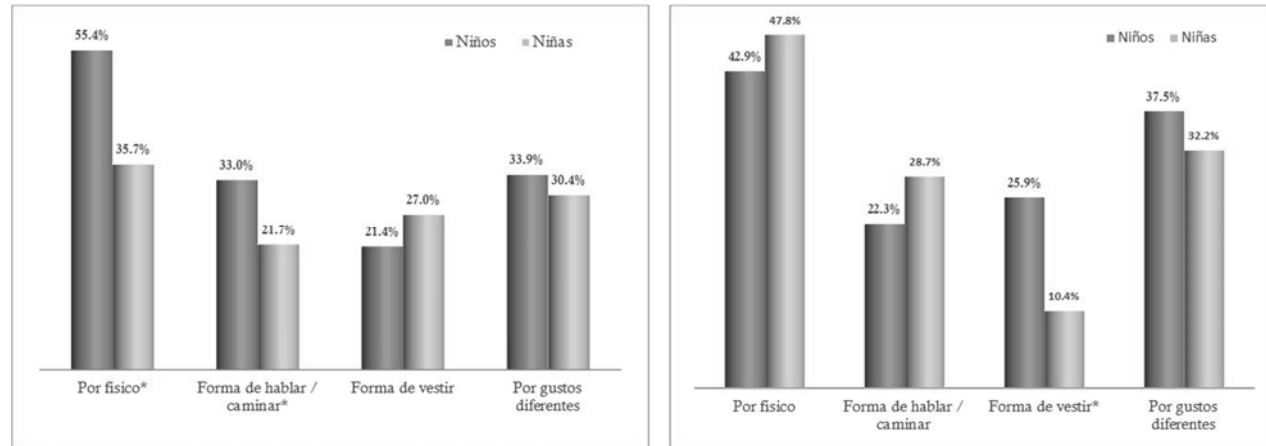 Niños Niñas
55.4%
35.7%
33.0%
21.7%
21.4%
27.0%
33.9%
30.4%
Por físico*
Forma de hablar /
caminar*
Forma de vestir
Por gustos
diferentes
Niños Niñas
42.9%
47.8%
22.3%
28.7%
25.9%
10.4%
37.5%
32.2%
Por físico
Forma de hablar /
caminar
Forma de vestir*
Por gustos
diferentes